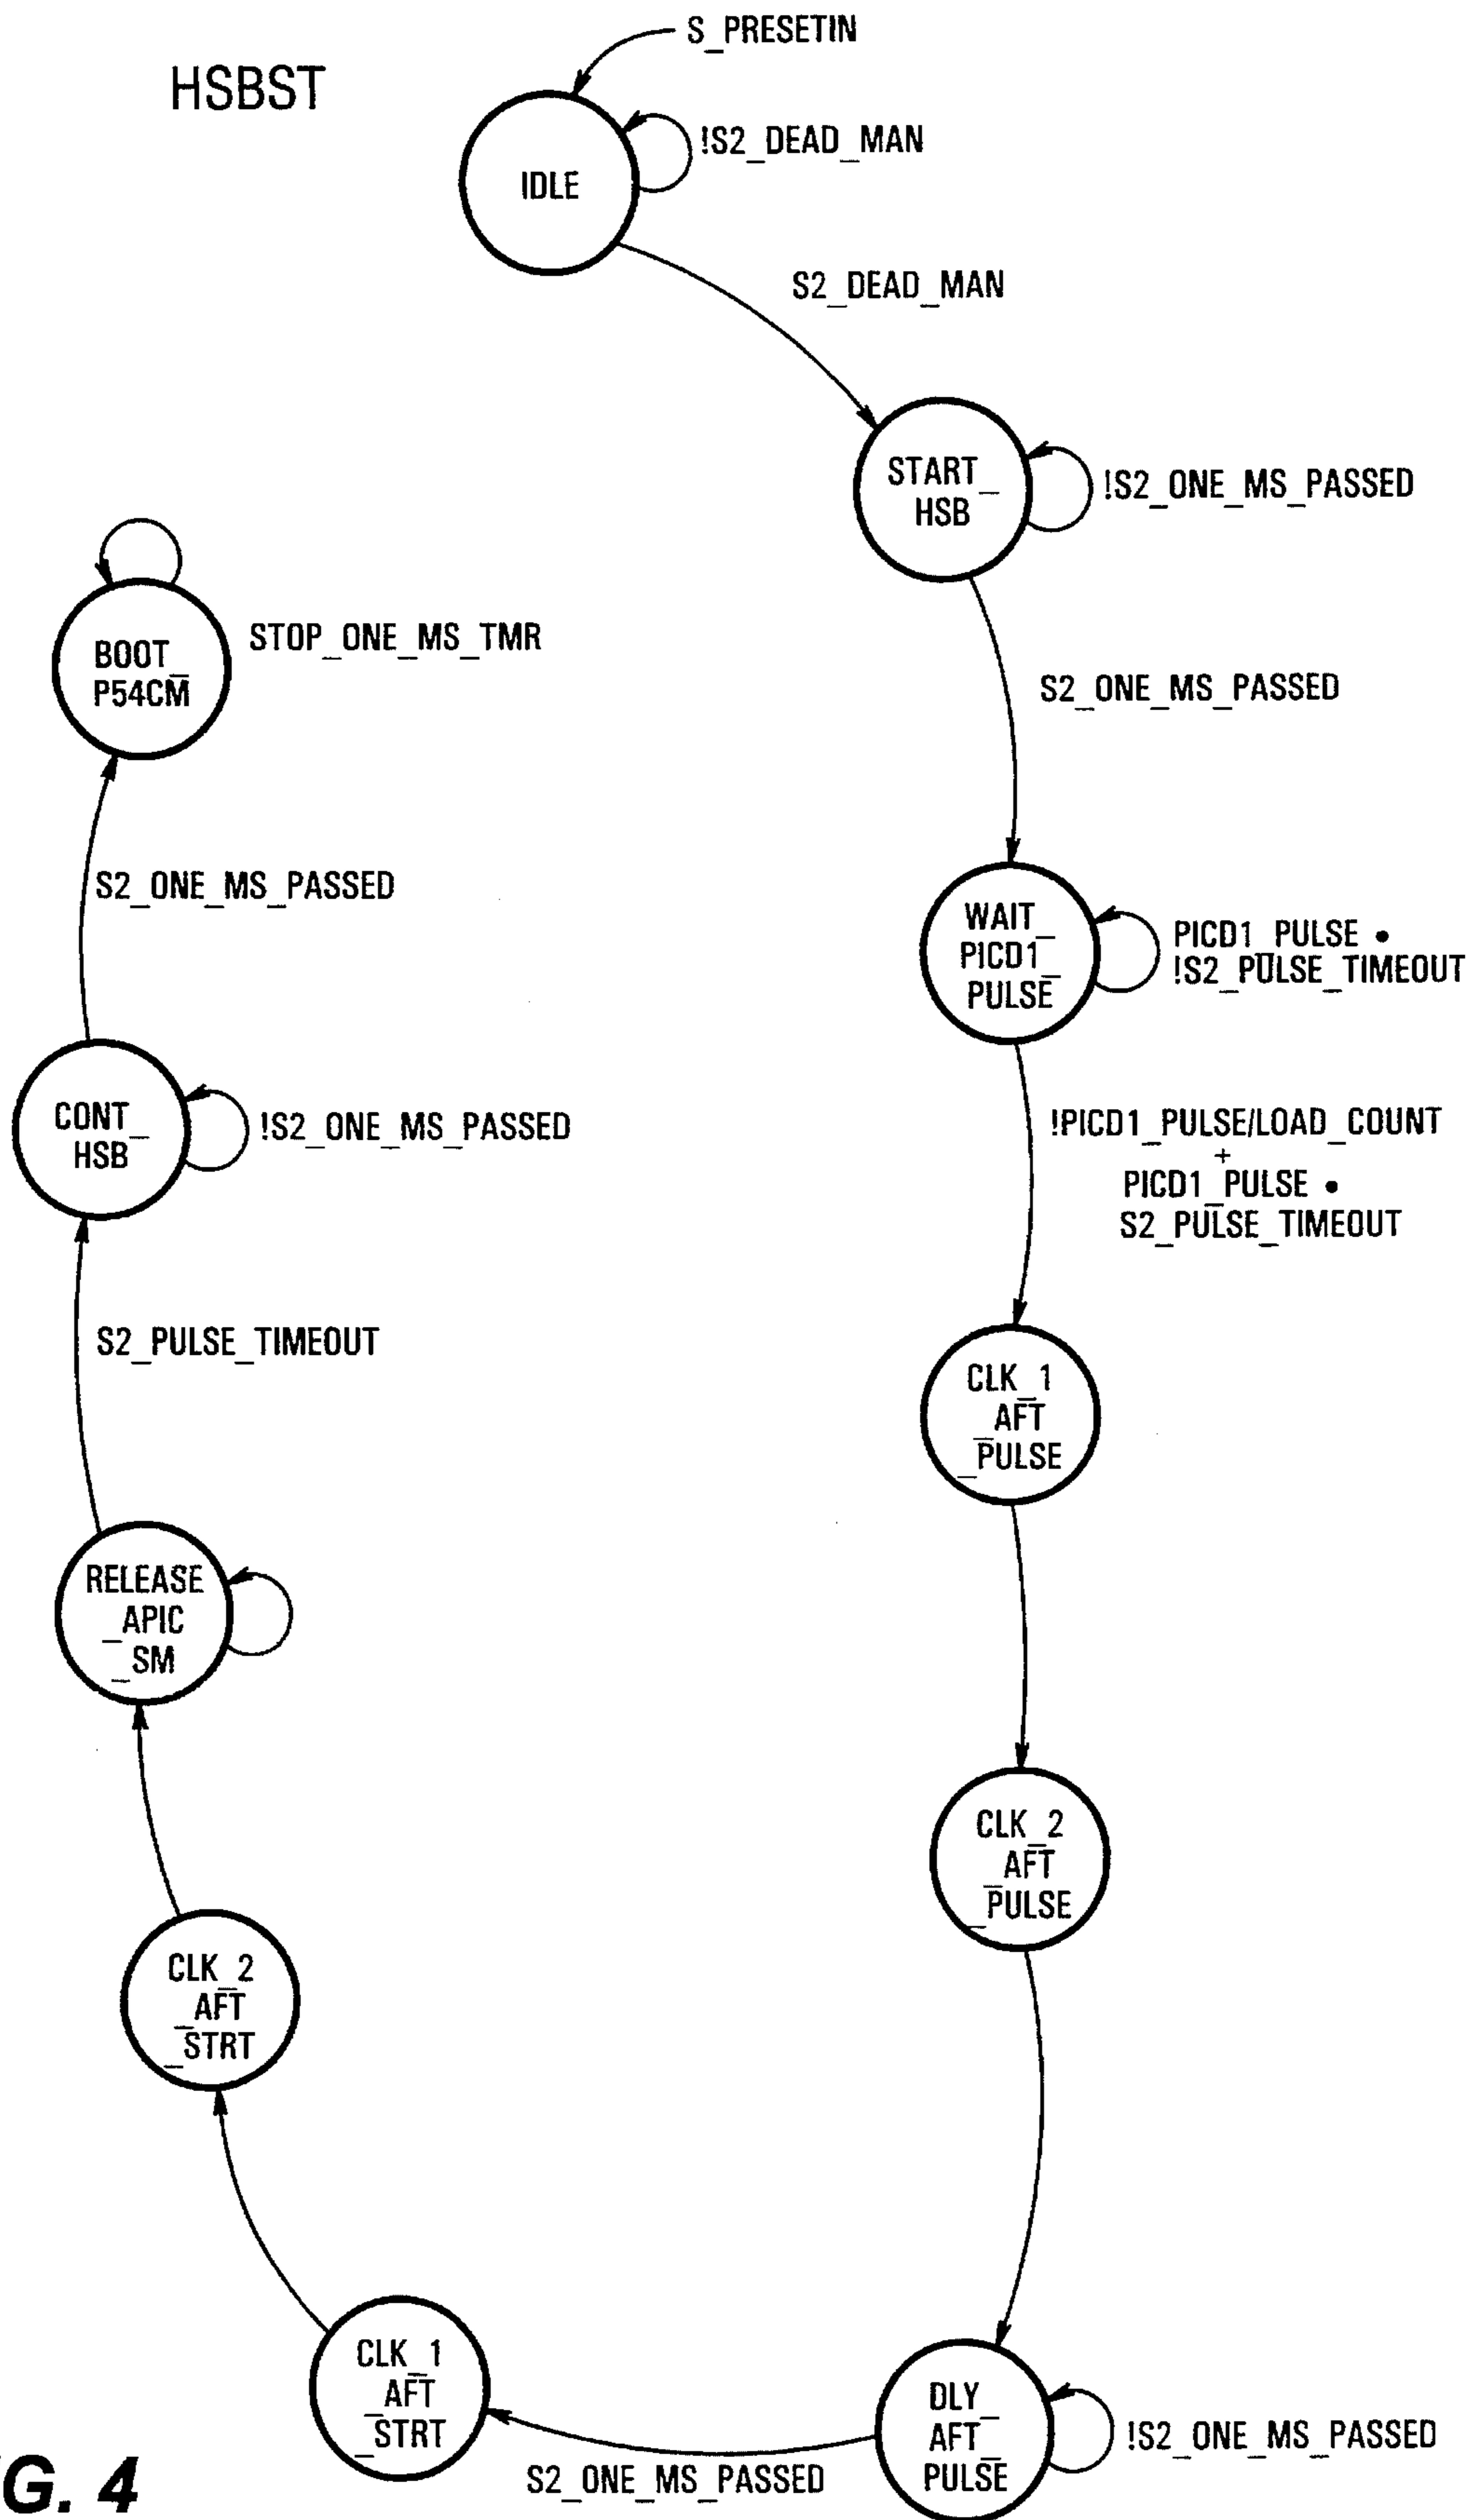 HSBST
S_PRESETIN
!S2_DEAD_MAN
IDLE
S2_DEAD_MAN
START_
HSB
!S2_ONE_MS_PASSED
S2_ONE_MS_PASSED
WAIT_
PICD1_
PULSE
PICD1_PULSE •
!S2_PULSE_TIMEOUT
!PICD1_PULSE/LOAD_COUNT
+
PICD1_PULSE •
S2_PULSE_TIMEOUT
CLK_1
_AFT
_PULSE
CLK_2
_AFT
_PULSE
DLY_
AFT_
PULSE
!S2_ONE_MS_PASSED
S2_ONE_MS_PASSED
CLK_1
_AFT
_STRT
CLK_2
_AFT
_STRT
RELEASE
_APIC
_SM
S2_PULSE_TIMEOUT
CONT_
HSB
!S2_ONE_MS_PASSED
S2_ONE_MS_PASSED
BOOT_
P54CM
STOP_ONE_MS_TMR
G. 4